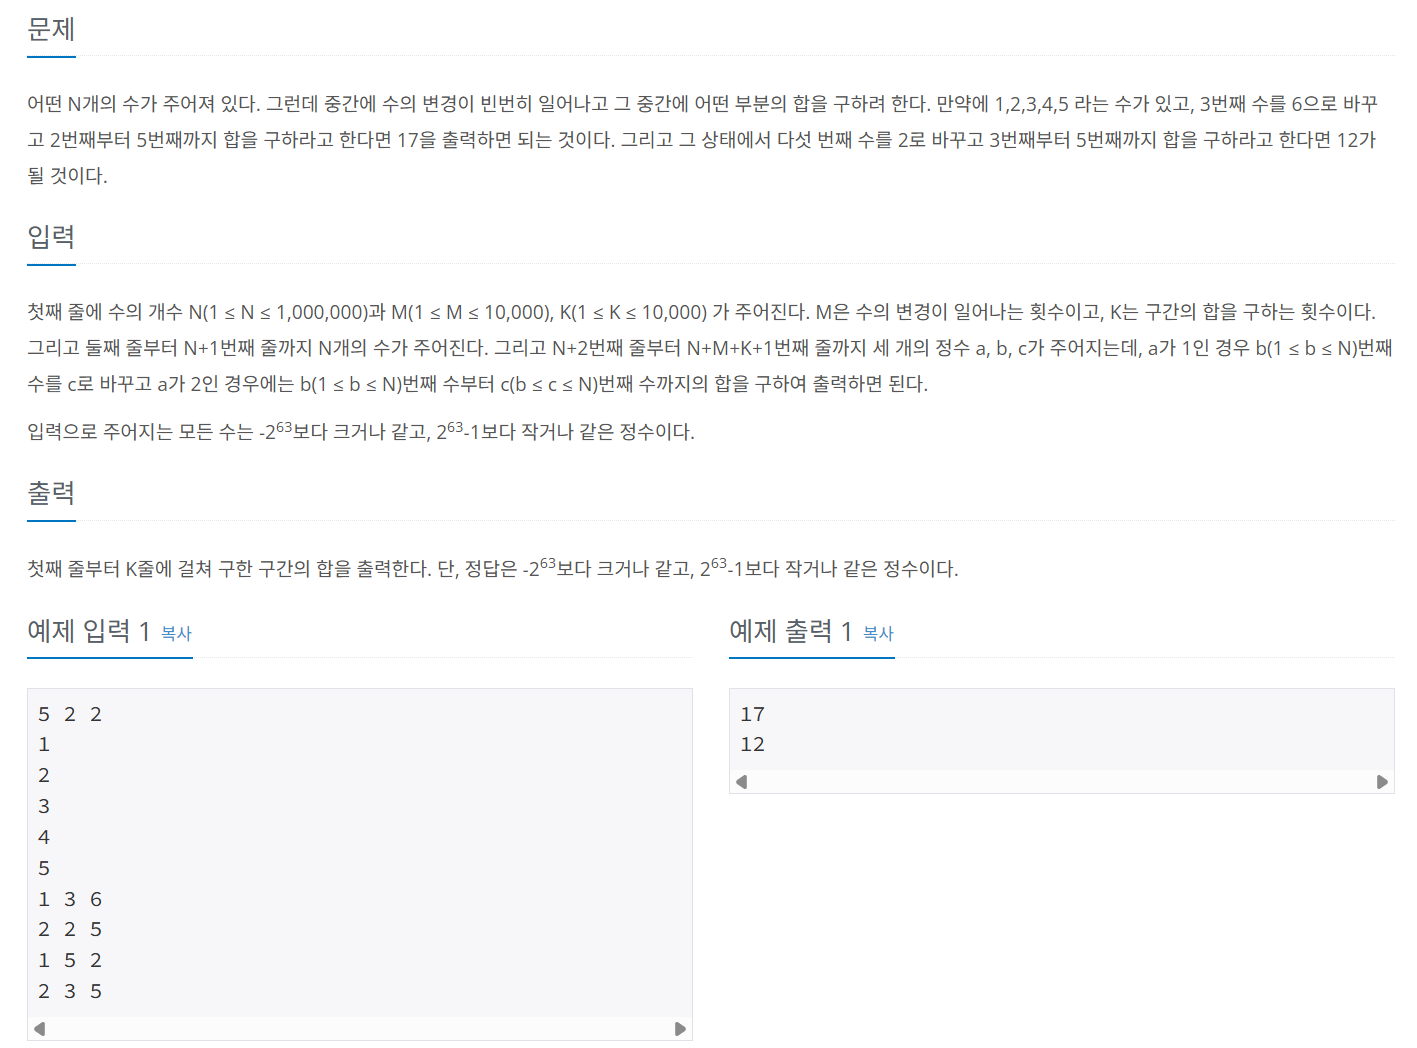 문제
어떤 N개의 수가 주어져 있다. 그런데 중간에 수의 변경이 빈번히 일어나고 그 중간에 어떤 부분의 합을 구하려 한다. 만약에 1,2,3,4,5 라는 수가 있고, 3번째 수를 6으로 바꾸
고 2번째부터 5번째까지 합을 구하라고 한다면 17을 출력하면 되는 것이다. 그리고 그 상태에서 다섯 번째 수를 2로 바꾸고 3번째부터 5번째까지 합을 구하라고 한다면 12가
될 것이다.
입력
첫째 줄에 수의 개수 N(1 ≤ N ≤ 1,000,000)과 M(1 ≤ M ≤ 10,000), K(1 ≤ K ≤ 10,000) 가 주어진다. M은 수의 변경이 일어나는 횟수이고, K는 구간의 합을 구하는 횟수이다.
그리고 둘째 줄부터 N+1번째 줄까지 N개의 수가 주어진다. 그리고 N+2번째 줄부터 N+M+K+1번째 줄까지 세 개의 정수 a, b, c가 주어지는데, a가 1인 경우 b(1 ≤ b ≤ N)번째
수를 c로 바꾸고 a가 2인 경우에는 b(1 ≤ b ≤ N)번째 수부터 c(b ≤ c ≤ N)번째 수까지의 합을 구하여 출력하면 된다.
입력으로 주어지는 모든 수는 -2⁶³보다 크거나 같고, 2⁶³-1보다 작거나 같은 정수이다.
출력
첫째 줄부터 K줄에 걸쳐 구한 구간의 합을 출력한다. 단, 정답은 -2⁶³보다 크거나 같고, 2⁶³-1보다 작거나 같은 정수이다.
예제 입력 1 복사
5 2 2
1
2
3
4
5
1 3 6
2 2 5
1 5 2
2 3 5
예제 출력 1 복사
17
12